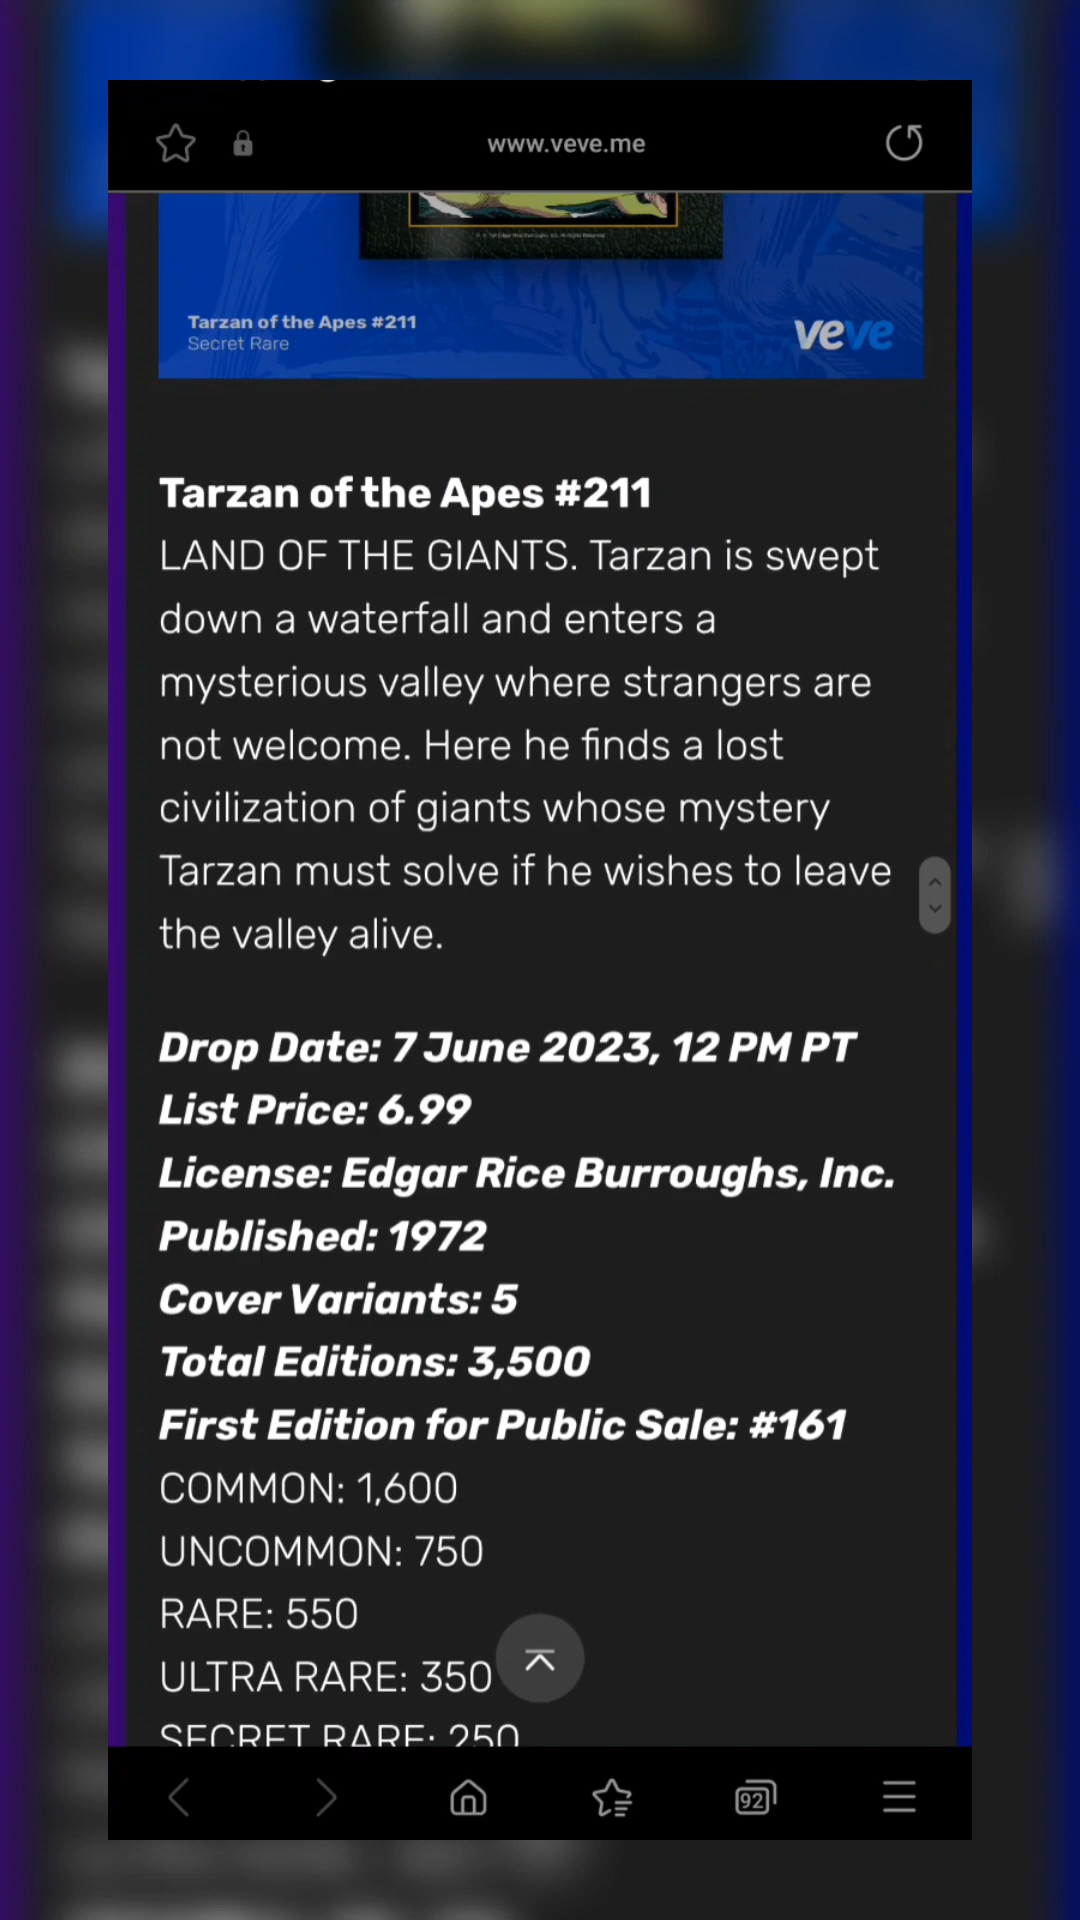 www.veve.me
Tarzan of the Apes #211
Secret Rare
veve
Tarzan of the Apes #211
LAND OF THE GIANTS. Tarzan is swept
down a waterfall and enters a
mysterious valley where strangers are
not welcome. Here he finds a lost
civilization of giants whose mystery
Tarzan must solve if he wishes to leave
the valley alive.
Drop Date: 7 June 2023, 12 PM PT
List Price: 6.99
License: Edgar Rice Burroughs, Inc.
Published: 1972
Cover Variants: 5
Total Editions: 3,500
First Edition for Public Sale: #161
COMMON: 1,600
UNCOMMON: 750
RARE: 550
ULTRA RARE: 350
SECRET RARE: 250
92